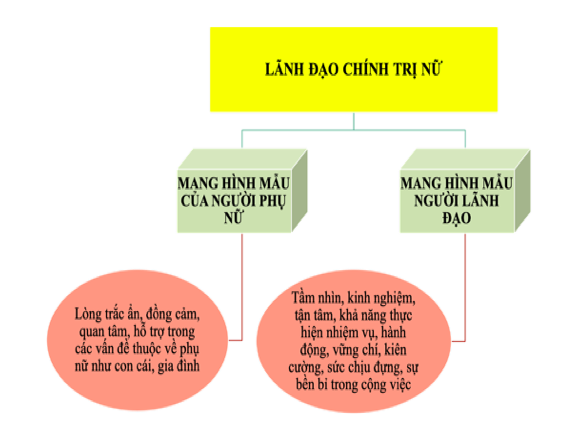 LÃNH ĐẠO CHÍNH TRỊ NỮ
MANG HÌNH MẪU
CỦA NGƯỜI PHỤ
NỮ
MANG HÌNH MẪU
NGƯỜI LÃNH
ĐẠO
Lòng trắc ẩn, đồng cảm,
quan tâm, hỗ trợ trong
các vấn đề thuộc về phụ
nữ như con cái, gia đình
Tầm nhìn, kinh nghiệm,
tận tâm, khả năng thực
hiện nhiệm vụ, hành
động, vững chí, kiên
cường, sức chịu đựng, sự
bền bỉ trong cộng việc